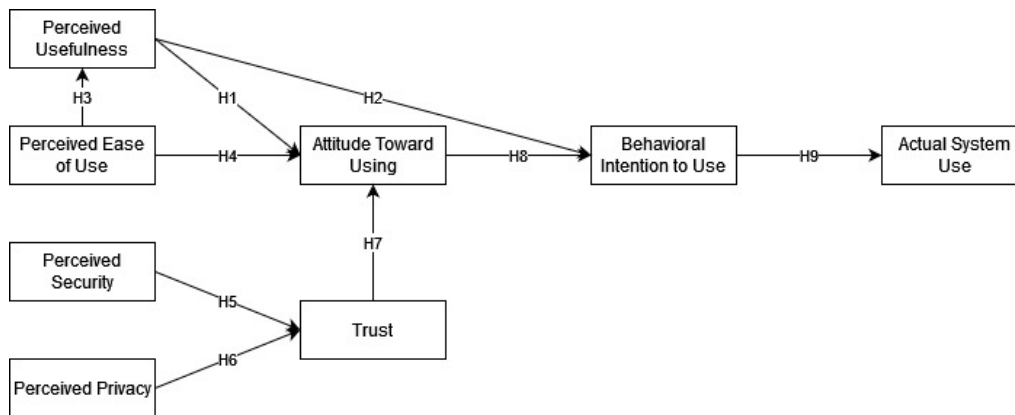 Perceived
Usefulness
H3
H1
H2
Perceived Ease
of Use
H4
Attitude Toward
Using
H8
Behavioral
Intention to Use
H9
Actual System
Use
H7
Perceived
Security
H5
Trust
H6
Perceived Privacy